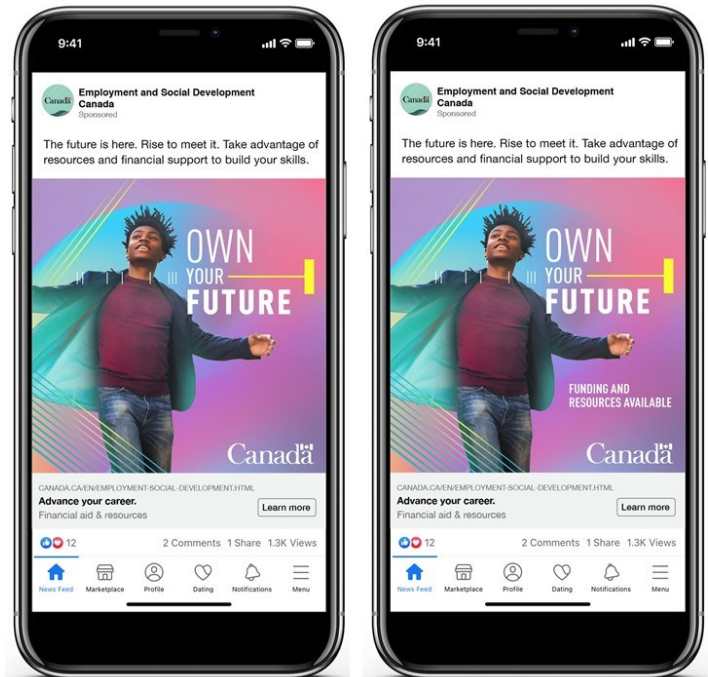 9:41
Canada
Employment and Social Development
Canada
Sponsored
The future is here. Rise to meet it. Take advantage of
resources and financial support to build your skills.
OWN
YOUR
FUTURE
Canada
CANADA.CA/EN/EMPLOYMENT-SOCIAL-DEVELOPMENT.HTML
Advance your career.
Financial aid & resources
Learn more
12
2 Comments 1 Share 1.3K Views
News Feed Marketplace Profile Dating Notifications Menu
9:41
Canada
Employment and Social Development
Canada
Sponsored
The future is here. Rise to meet it. Take advantage of
resources and financial support to build your skills.
OWN
YOUR
FUTURE
FUNDING AND
RESOURCES AVAILABLE
Canada
CANADA.CA/EN/EMPLOYMENT-SOCIAL-DEVELOPMENT.HTML
Advance your career.
Financial aid & resources
Learn more
12
2 Comments 1 Share 1.3K Views
News Feed Marketplace Profile Dating Notifications Menu